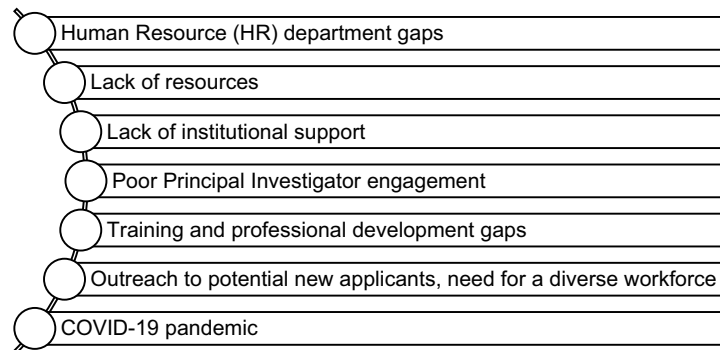 Human Resource (HR) department gaps
Lack of resources
Lack of institutional support
Poor Principal Investigator engagement
Training and professional development gaps
Outreach to potential new applicants, need for a diverse workforce
COVID-19 pandemic